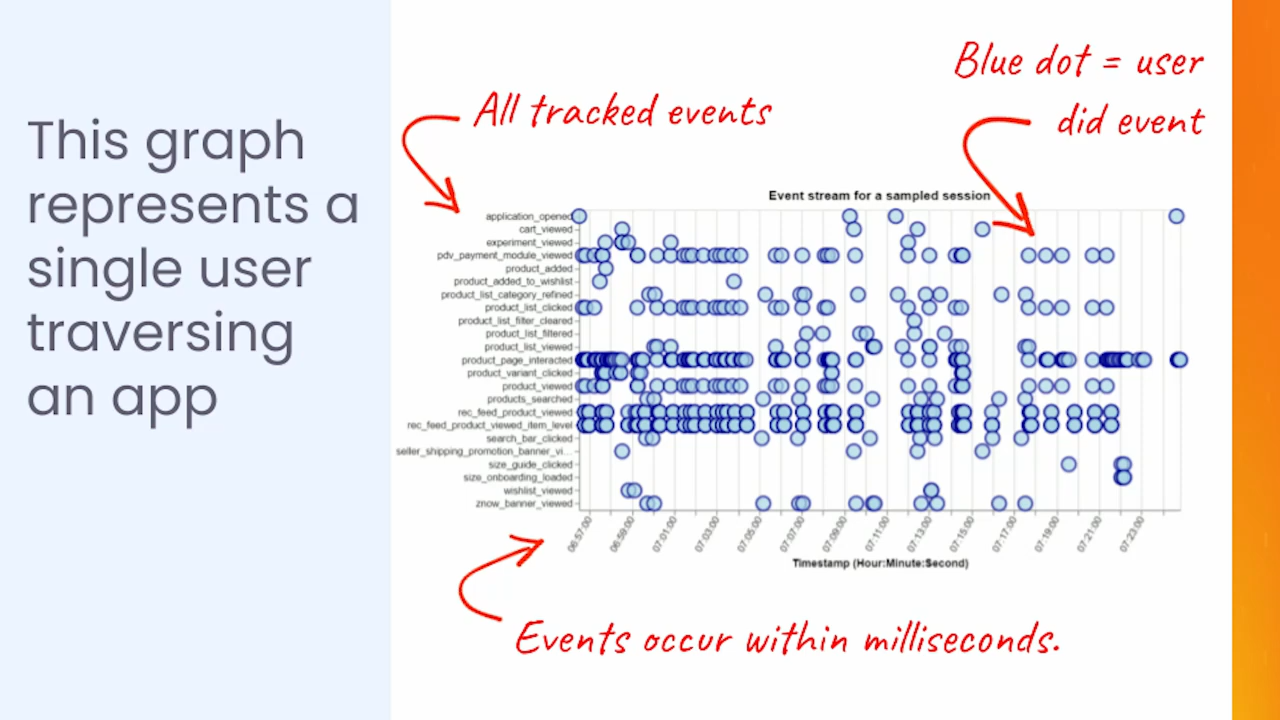 This graph
represents a
single user
traversing
an app
All tracked events
Blue dot = user
did event
Event stream for a sampled session
application_opened
cart_viewed
experiment_viewed
pdv_payment_module_viewed
product_added
product_added_to_wishlist
product_list_category_refined
product_list_clicked
product_list_filter_cleared
product_list_filtered
product_list_viewed
product_page_interacted
product_variant_clicked
product_viewed
products_searched
rec_feed_product_viewed
rec_feed_product_viewed_item_level
search_bar_clicked
seller_shipping_promotion_banner_vi...
size_guide_clicked
size_onboarding_loaded
wishlist_viewed
znow_banner_viewed
06:57:00
06:59:00
07:01:00
07:03:00
07:05:00
07:07:00
07:09:00
07:11:00
07:13:00
07:15:00
07:17:00
07:19:00
07:21:00
07:23:00
Timestamp (Hour:Minute:Second)
Events occur within milliseconds.